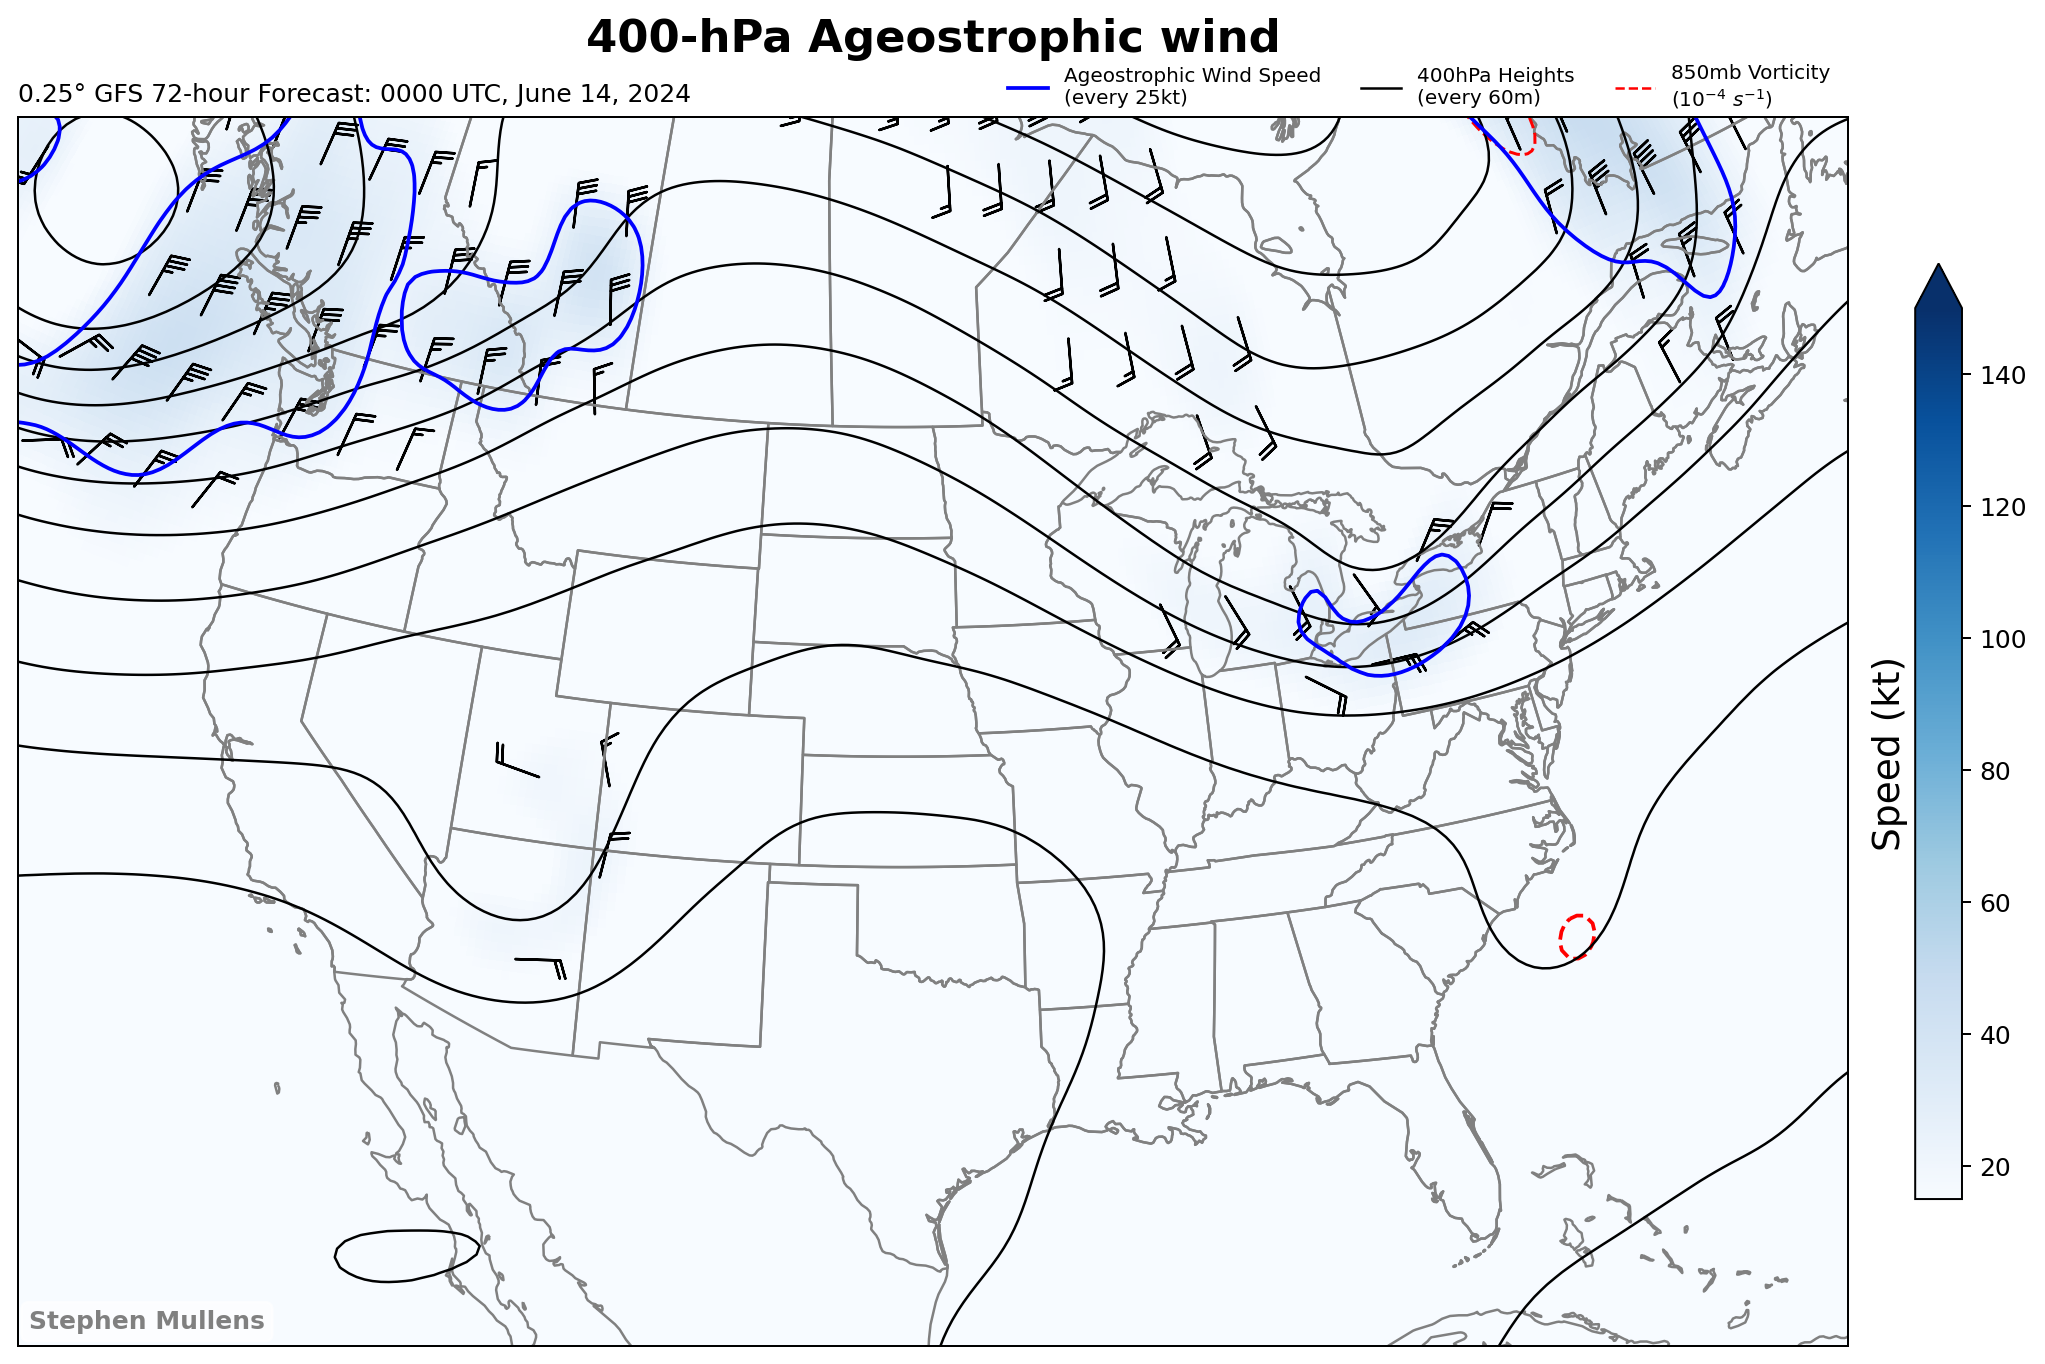 400-hPa Ageostrophic wind
0.25° GFS 72-hour Forecast: 0000 UTC, June 14, 2024
Ageostrophic Wind Speed
(every 25kt)
400hPa Heights
(every 60m)
850mb Vorticity
(10⁻⁴ s⁻¹)
140
120
100
80
60
40
20
Speed (kt)
Stephen Mullens